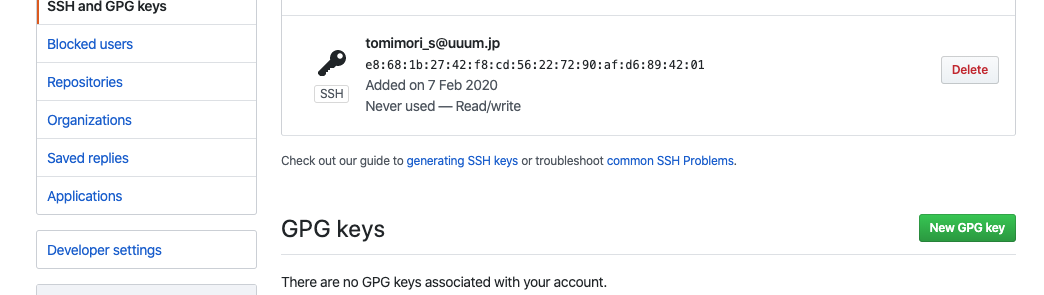 SSH and GPG keys
Blocked users
Repositories
Organizations
Saved replies
Applications
Developer settings
tomimori_s@uuum.jp
e8:68:1b:27:42:f8:cd:56:22:72:90:af:d6:89:42:01
Added on 7 Feb 2020
Never used — Read/write
SSH
Delete
Check out our guide to generating SSH keys or troubleshoot common SSH Problems.
GPG keys
New GPG key
There are no GPG keys associated with your account.